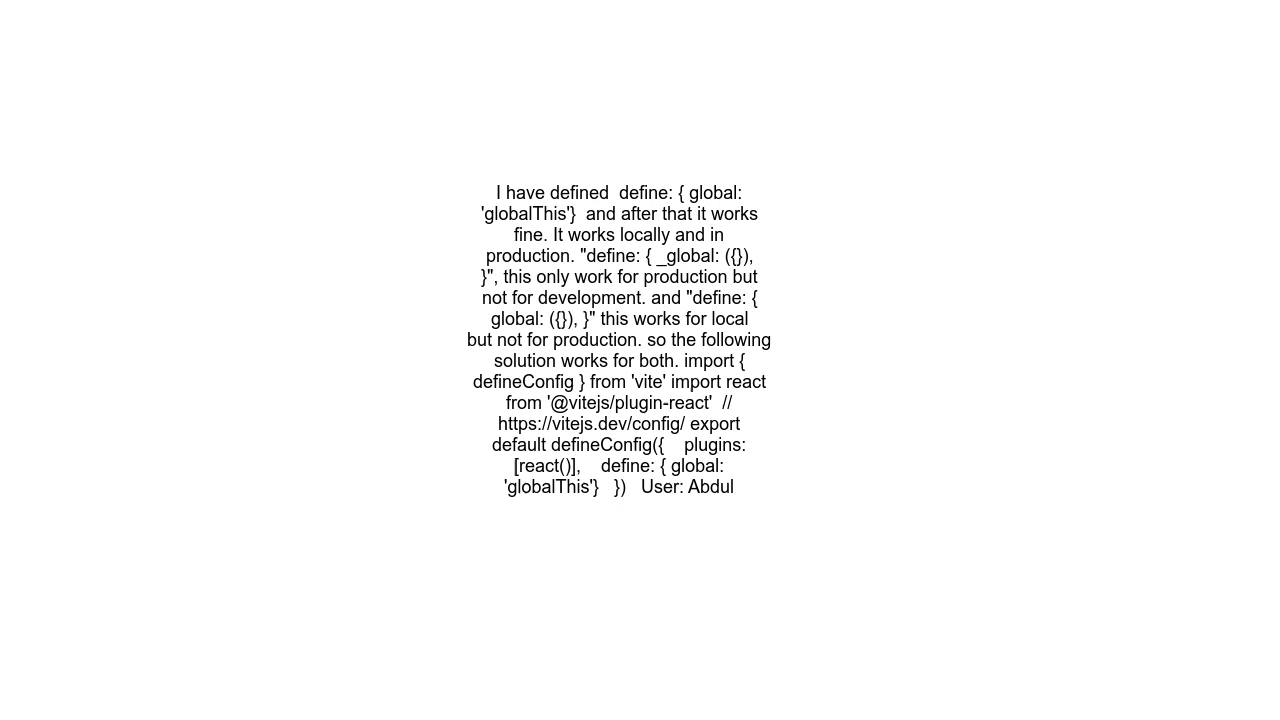 I have defined  define: { global:
'globalThis'}  and after that it works
fine. It works locally and in
production. "define: { _global: ({}),
}", this only work for production but
not for development. and "define: {
global: ({}), }" this works for local
but not for production. so the following
solution works for both. import {
defineConfig } from 'vite' import react
from '@vitejs/plugin-react'  //
https://vitejs.dev/config/ export
default defineConfig({    plugins:
[react()],    define: { global:
'globalThis'}   })   User: Abdul